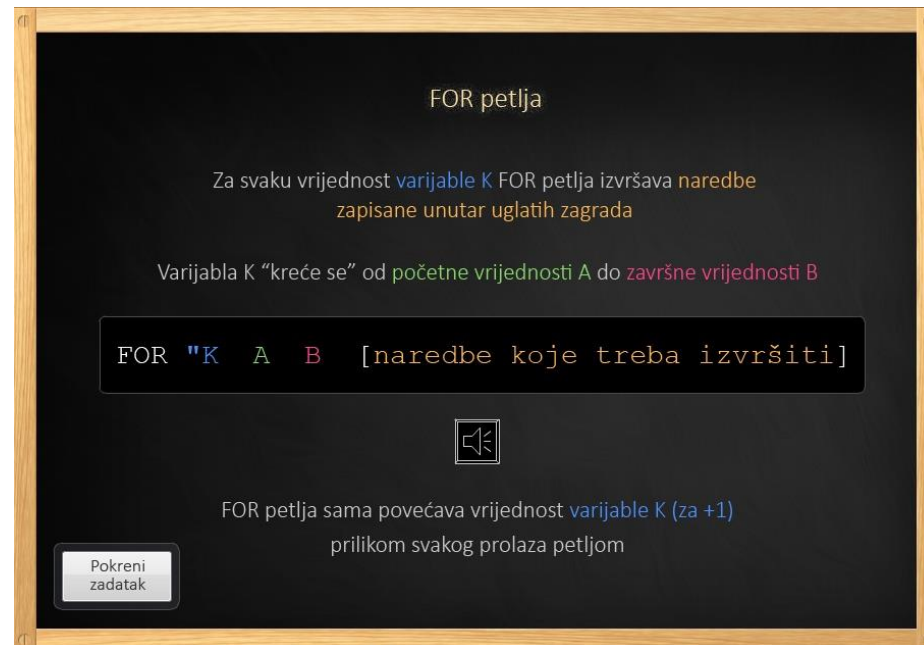 FOR petlja
Za svaku vrijednost varijable K FOR petlja izvršava naredbe
zapisane unutar uglatih zagrada
Varijabla K “kreće se” od početne vrijednosti A do završne vrijednosti B
FOR "K A B [naredbe koje treba izvršiti]
FOR petlja sama povećava vrijednost varijable K (za +1)
prilikom svakog prolaza petljom
Pokreni
zadatak